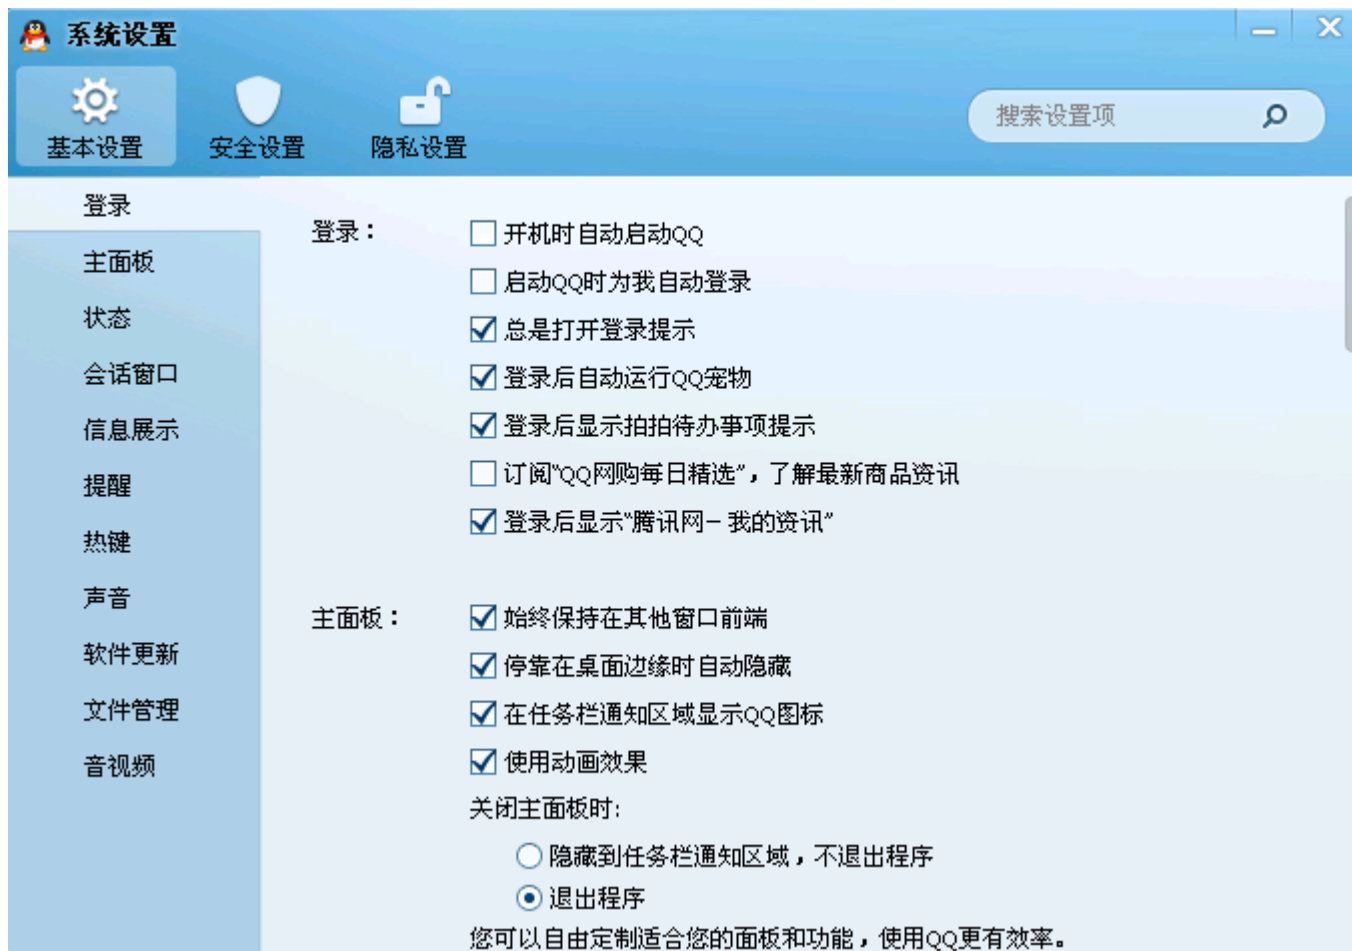 系统设置
基本设置
安全设置
隐私设置
搜索设置项
登录
主面板
状态
会话窗口
信息展示
提醒
热键
声音
软件更新
文件管理
音视频
登录：
开机时自动启动QQ
启动QQ时为我自动登录
总是打开登录提示
登录后自动运行QQ宠物
登录后显示拍拍待办事项提示
订阅“QQ网购每日精选”，了解最新商品资讯
登录后显示“腾讯网－我的资讯”
主面板：
始终保持在其他窗口前端
停靠在桌面边缘时自动隐藏
在任务栏通知区域显示QQ图标
使用动画效果
关闭主面板时:
隐藏到任务栏通知区域，不退出程序
退出程序
您可以自由定制适合您的面板和功能，使用QQ更有效率。